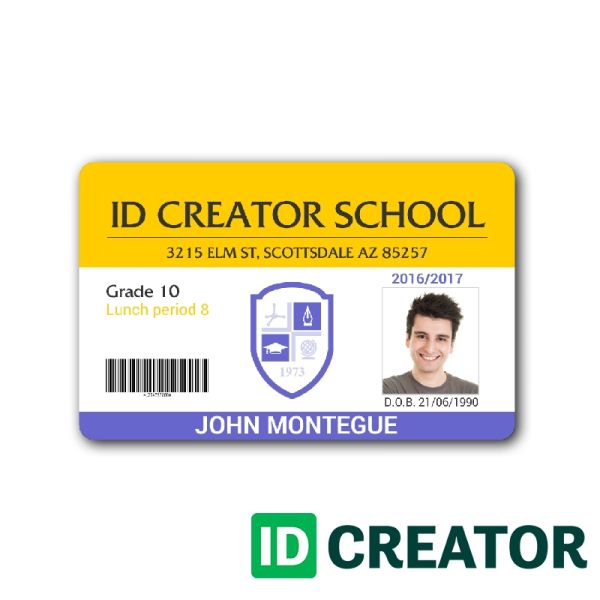 ID CREATOR SCHOOL
3215 ELM ST, SCOTTSDALE AZ 85257
2016/2017
Grade 10
Lunch period 8
1973
D.O.B. 21/06/1990
JOHN MONTEGUE
ID CREATOR